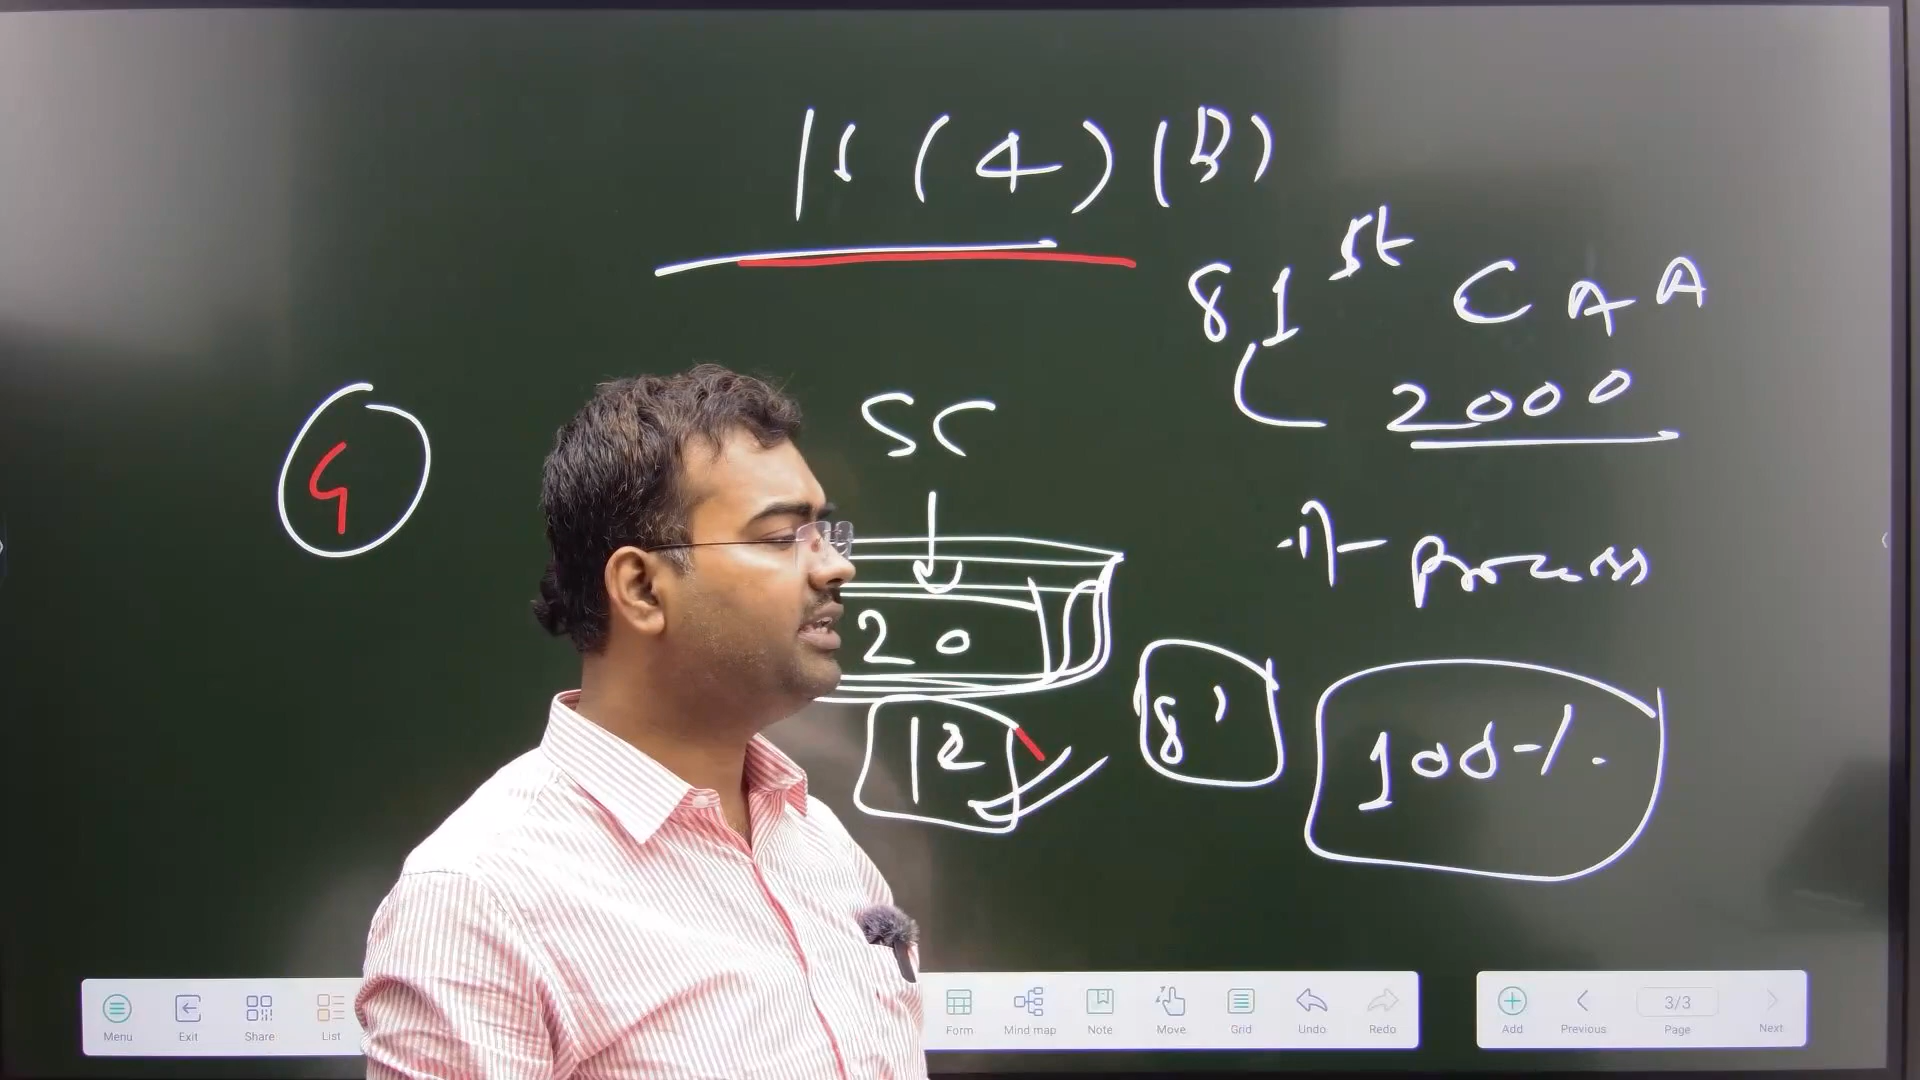 16(4)(B)
81st CAA
2000
SC
G
process
20
12
8
100%
Menu Exit Share List Form Mind map Note Move Grid Undo Redo Add Previous 3/3 Page Next